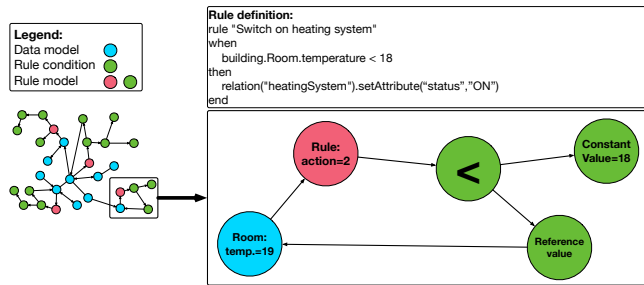 Legend:
Data model
Rule condition
Rule model
Rule definition:
rule "Switch on heating system"
when
building.Room.temperature < 18
then
relation("heatingSystem").setAttribute(“status”,”ON”)
end
Rule:
action=2
<
Constant
Value=18
Room:
temp.=19
Reference
value